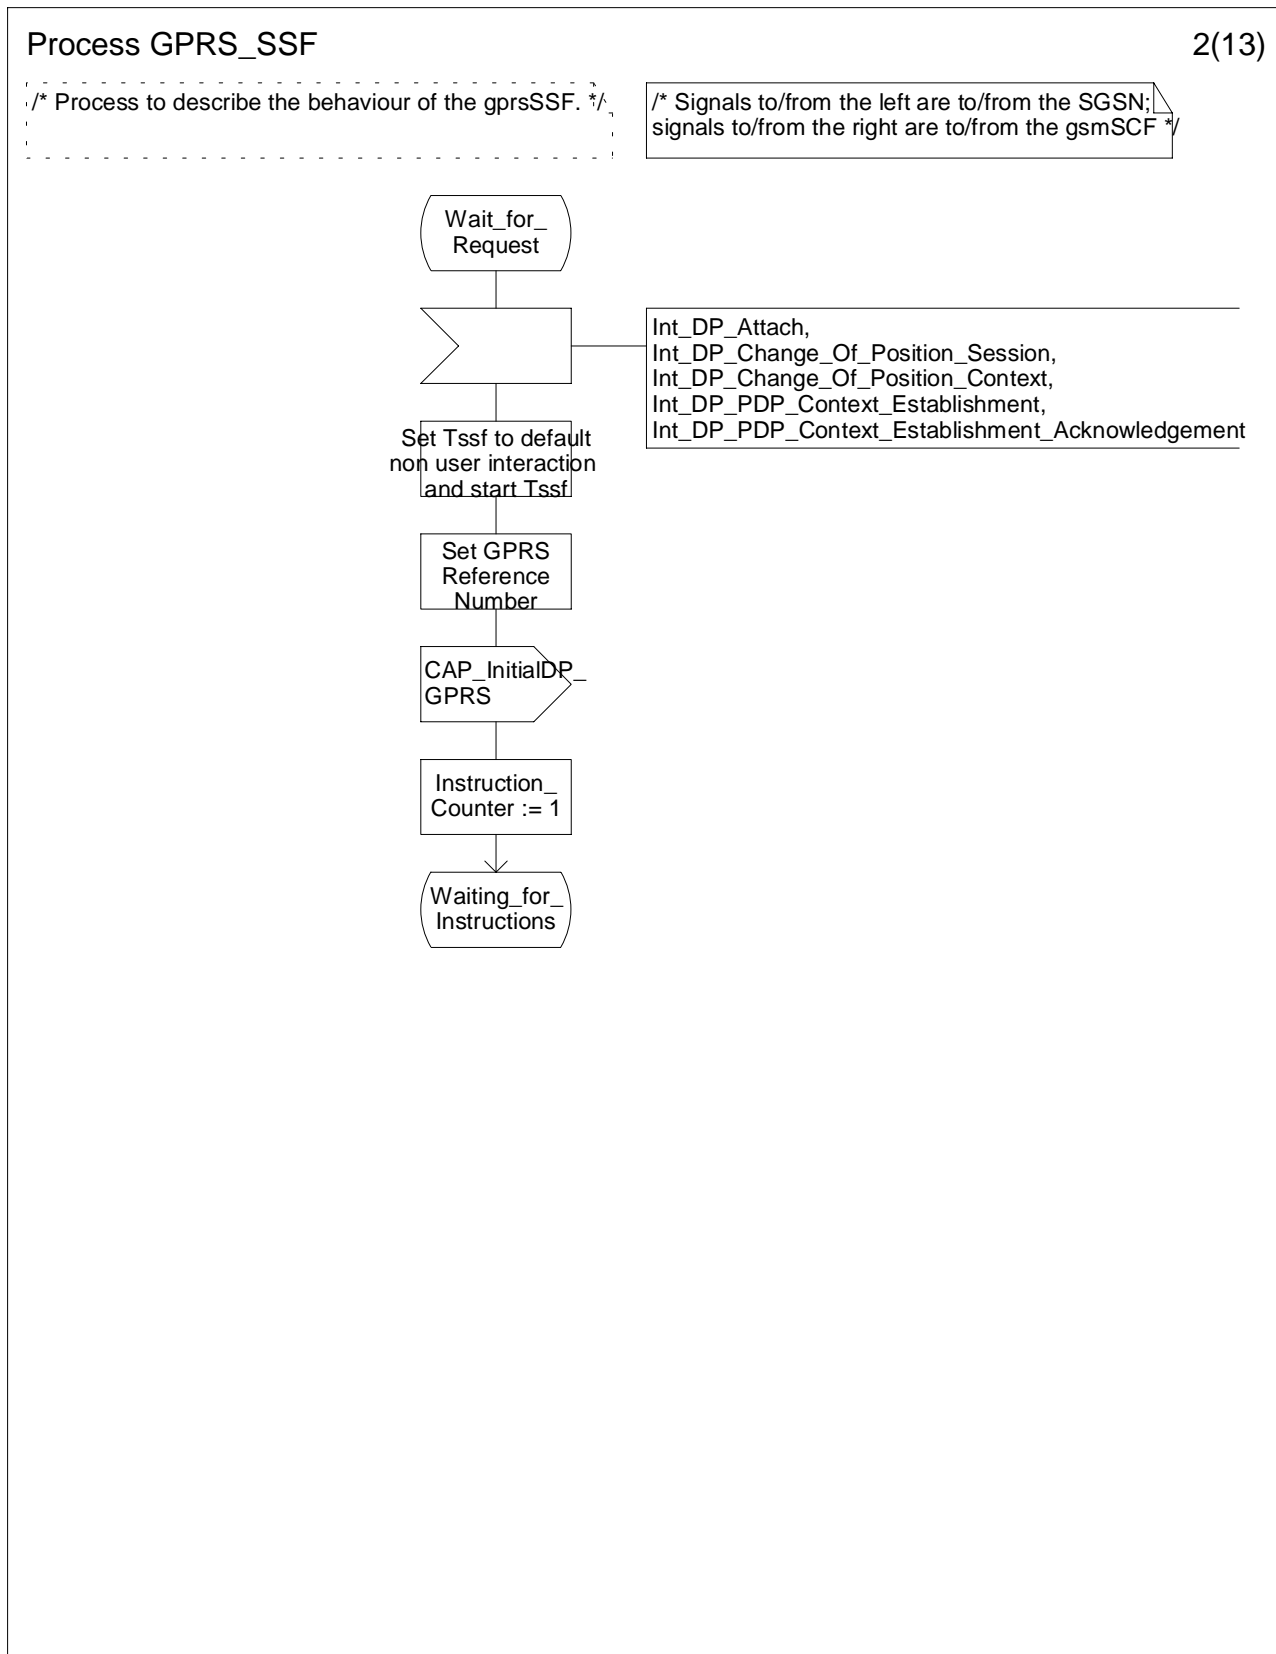 Process GPRS_SSF
2(13)
/* Process to describe the behaviour of the gprsSSF. */
/* Signals to/from the left are to/from the SGSN;
signals to/from the right are to/from the gsmSCF */
Wait_for_
Request
Int_DP_Attach,
Int_DP_Change_Of_Position_Session,
Int_DP_Change_Of_Position_Context,
Int_DP_PDP_Context_Establishment,
Int_DP_PDP_Context_Establishment_Acknowledgement
Set Tssf to default
non user interaction
and start Tssf
Set GPRS
Reference
Number
CAP_InitialDP_
GPRS
Instruction_
Counter := 1
Waiting_for_
Instructions